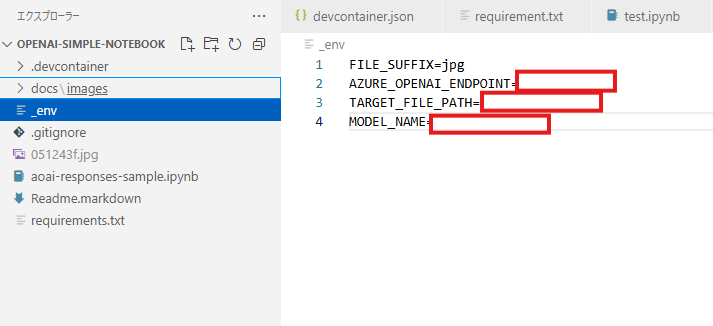 エクスプローラー
OPENAI-SIMPLE-NOTEBOOK
.devcontainer
docs\images
_env
.gitignore
051243f.jpg
aoai-responses-sample.ipynb
Readme.markdown
requirements.txt
devcontainer.json
requirement.txt
test.ipynb
_env
1 FILE_SUFFIX=jpg
2 AZURE_OPENAI_ENDPOINT=
3 TARGET_FILE_PATH=
4 MODEL_NAME=